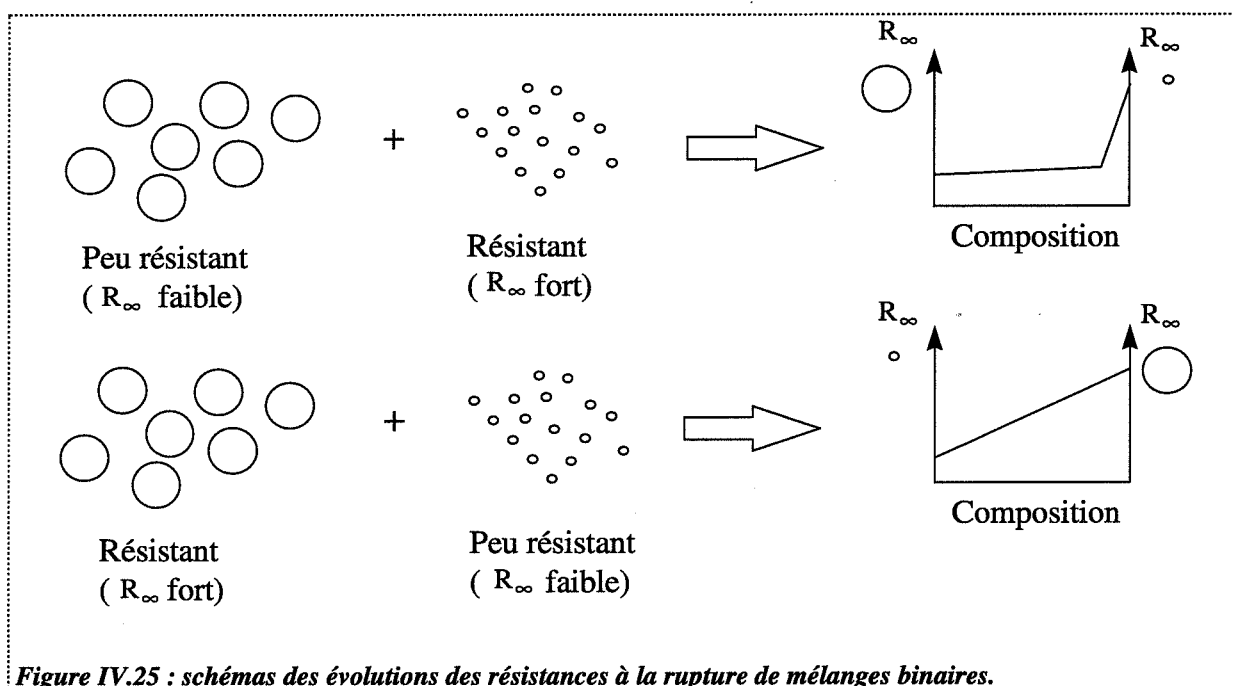 R∞
R∞
+
Peu résistant
( R∞ faible)
Résistant
( R∞ fort)
Composition
R∞
R∞
+
Résistant
( R∞ fort)
Peu résistant
( R∞ faible)
Composition
Figure IV.25 : schémas des évolutions des résistances à la rupture de mélanges binaires.